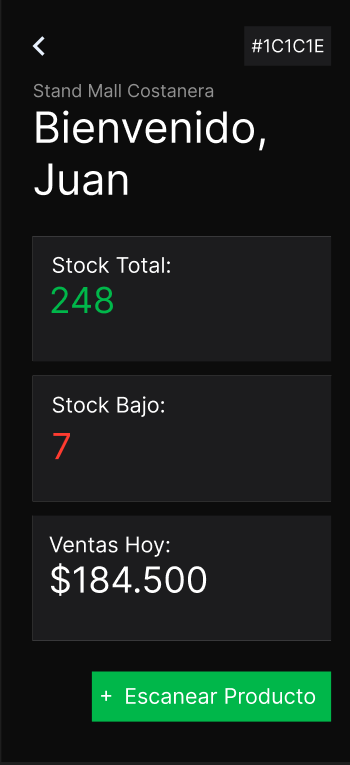 #1C1C1E
Stand Mall Costanera
Bienvenido,
Juan
Stock Total:
248
Stock Bajo:
7
Ventas Hoy:
$184.500
+ Escanear Producto